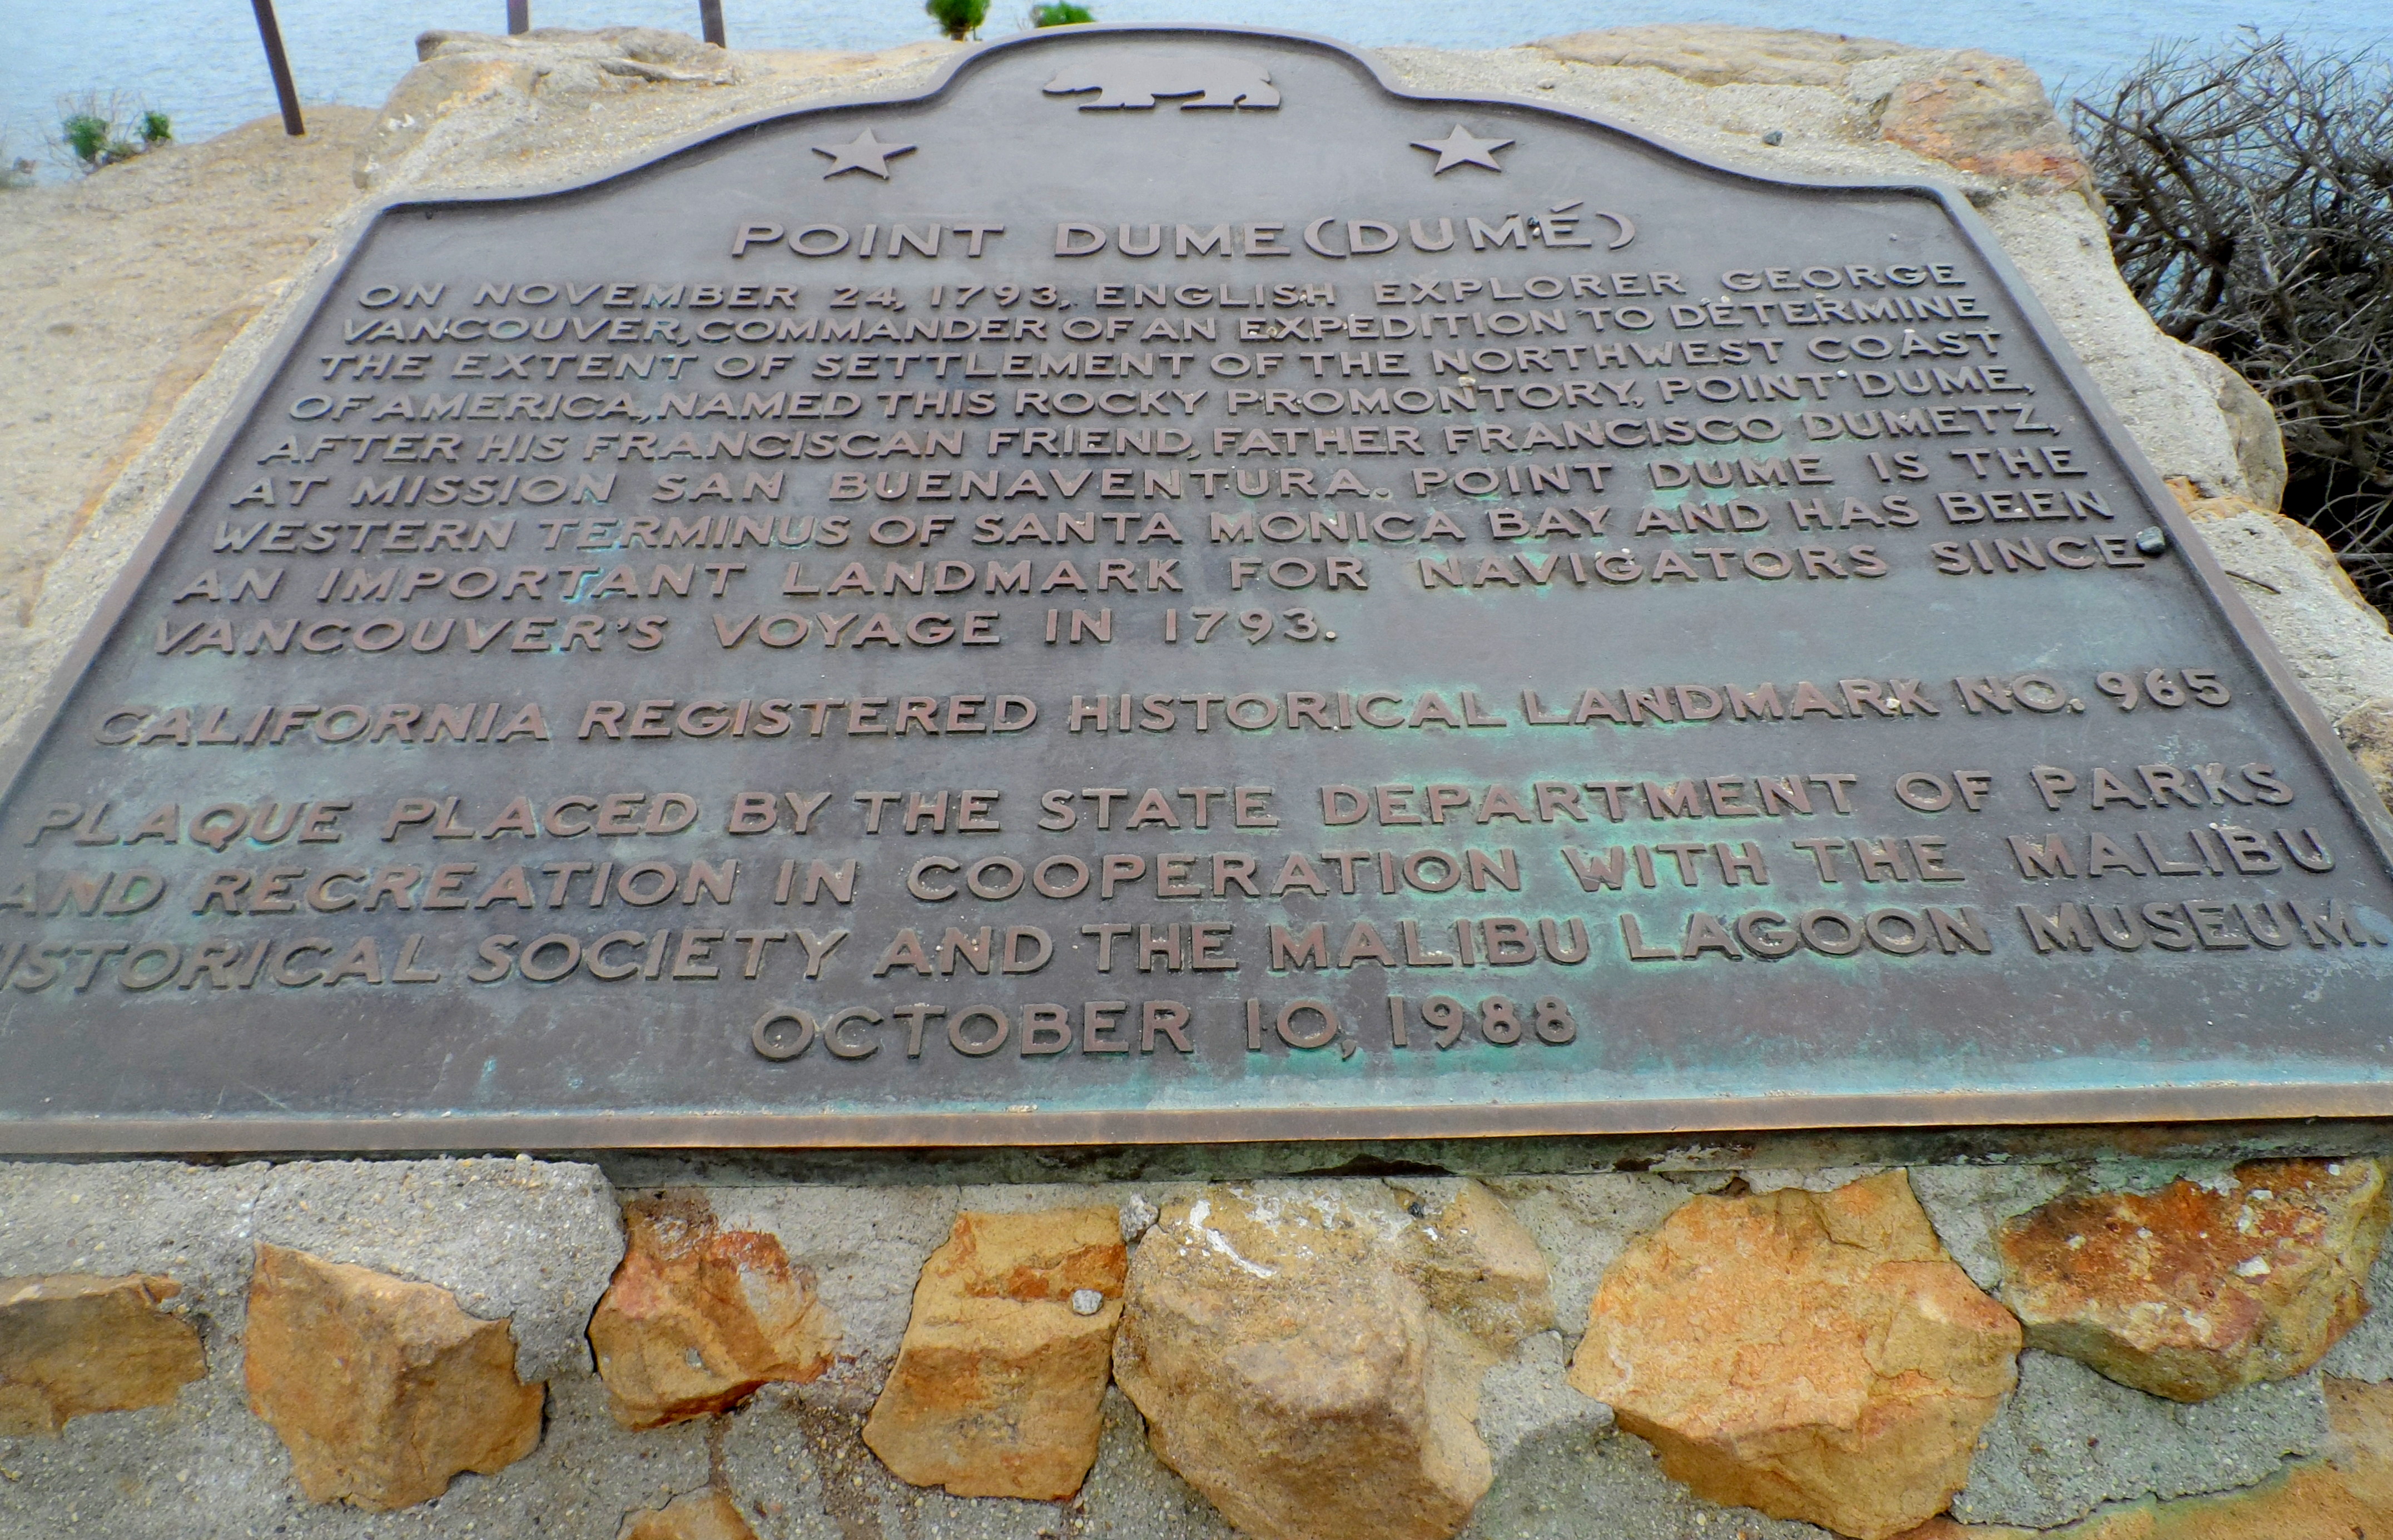 POINT DUME (DUMÉ)
ON NOVEMBER 24, 1793, ENGLISH EXPLORER GEORGE
VANCOUVER, COMMANDER OF AN EXPEDITION TO DETERMINE
THE EXTENT OF SETTLEMENT OF THE NORTHWEST COAST
OF AMERICA, NAMED THIS ROCKY PROMONTORY, POINT DUME,
AFTER HIS FRANCISCAN FRIEND, FATHER FRANCISCO DUMETZ,
AT MISSION SAN BUENAVENTURA. POINT DUME IS THE
WESTERN TERMINUS OF SANTA MONICA BAY AND HAS BEEN
AN IMPORTANT LANDMARK FOR NAVIGATORS SINCE
VANCOUVER'S VOYAGE IN 1793.
CALIFORNIA REGISTERED HISTORICAL LANDMARK NO. 965
PLAQUE PLACED BY THE STATE DEPARTMENT OF PARKS
AND RECREATION IN COOPERATION WITH THE MALIBU
ISTORICAL SOCIETY AND THE MALIBU LAGOON MUSEUM.
OCTOBER 10, 1988